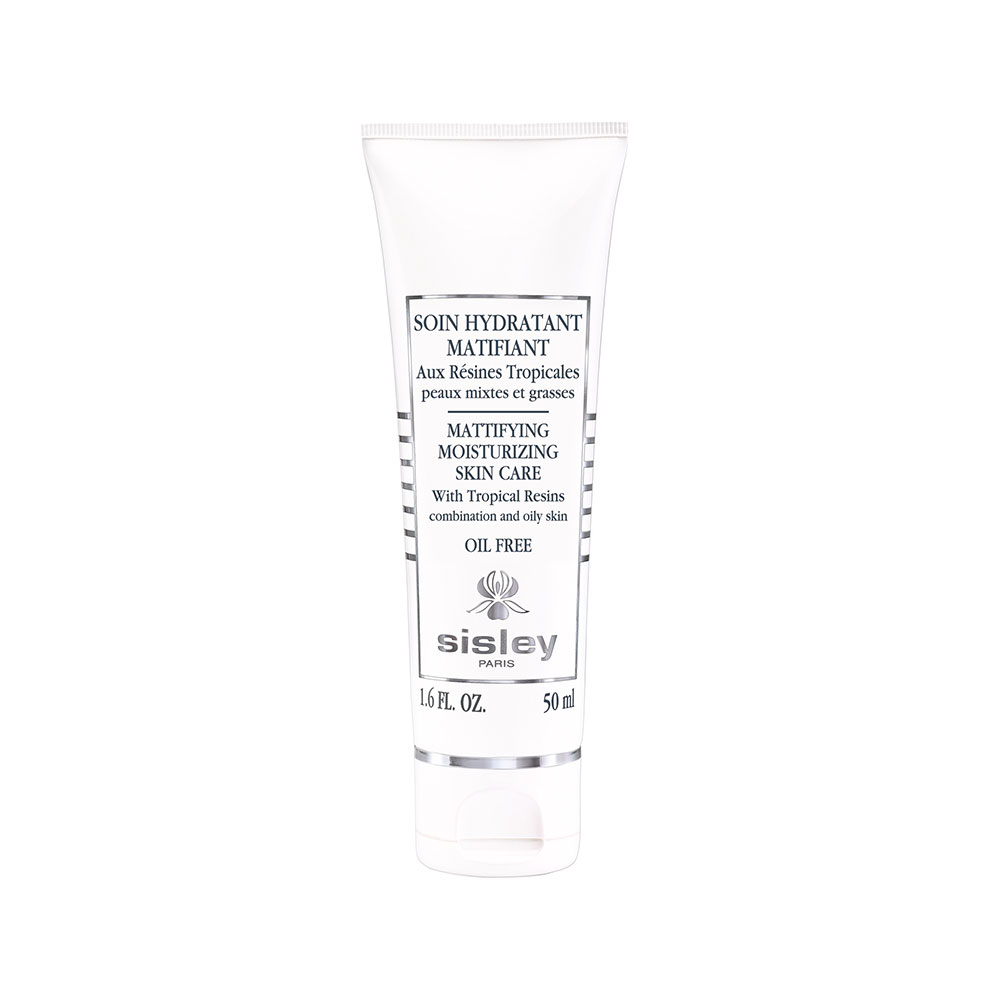 SOIN HYDRATANT
MATIFIANT
Aux Résines Tropicales
peaux mixtes et grasses
MATTIFYING
MOISTURIZING
SKIN CARE
With Tropical Resins
combination and oily skin
OIL FREE
sisley
PARIS
1.6 FL. OZ. 50 ml